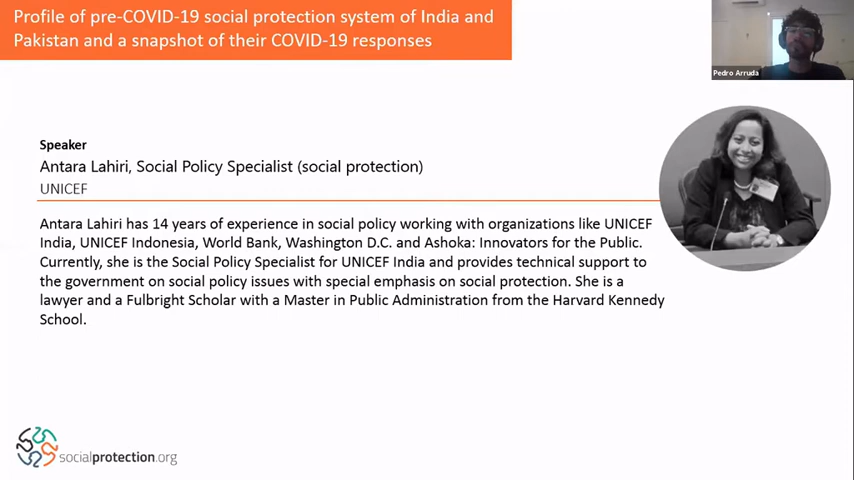 Profile of pre-COVID-19 social protection system of India and
Pakistan and a snapshot of their COVID-19 responses
Pedro Arruda
Speaker
Antara Lahiri, Social Policy Specialist (social protection)
UNICEF
Antara Lahiri has 14 years of experience in social policy working with organizations like UNICEF
India, UNICEF Indonesia, World Bank, Washington D.C. and Ashoka: Innovators for the Public.
Currently, she is the Social Policy Specialist for UNICEF India and provides technical support to
the government on social policy issues with special emphasis on social protection. She is a
lawyer and a Fulbright Scholar with a Master in Public Administration from the Harvard Kennedy
School.
socialprotection.org